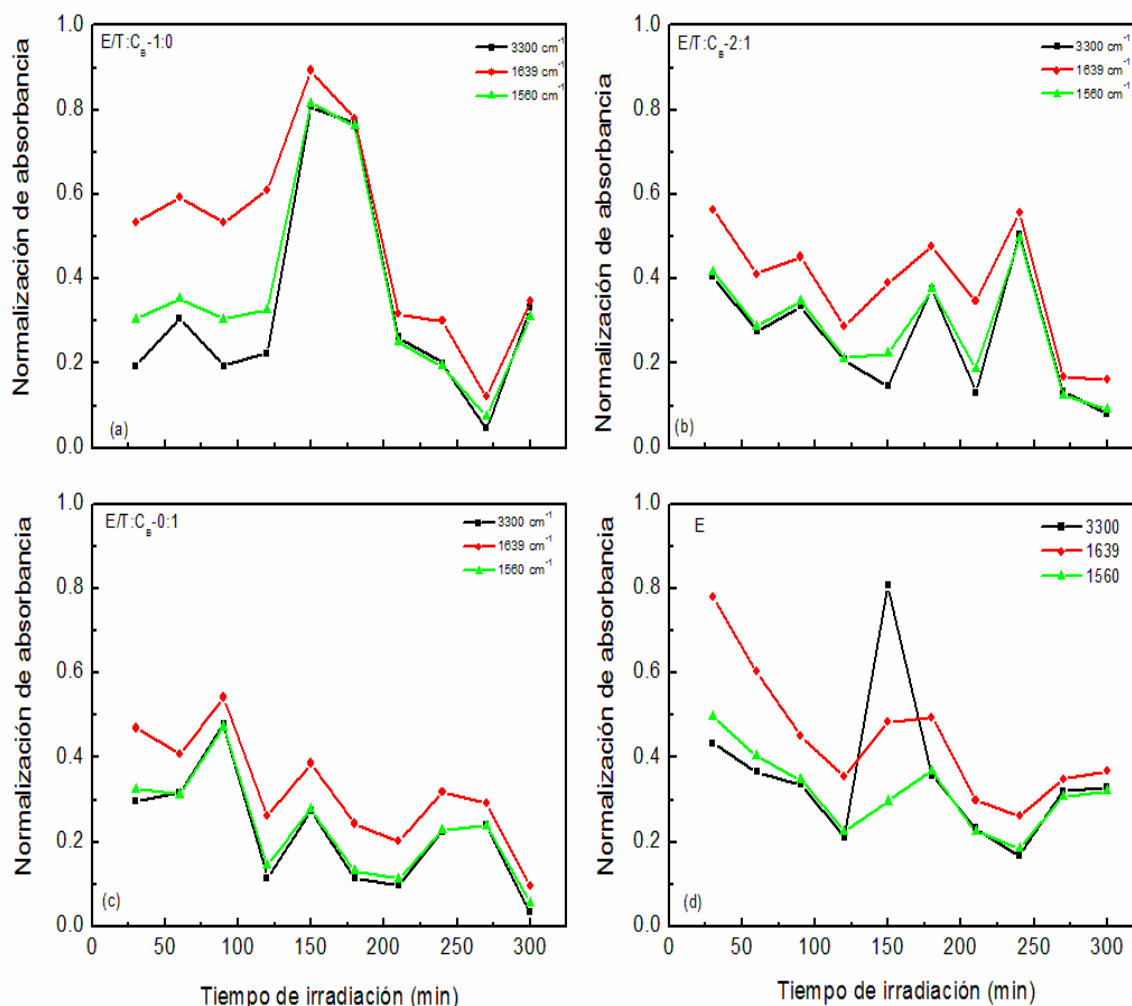 E/T:C_B-1:0
3300 cm⁻¹
1639 cm⁻¹
1560 cm⁻¹
Normalización de absorbancia
1.0
0.8
0.6
0.4
0.2
0.0
(a)
E/T:C_B-2:1
3300 cm⁻¹
1639 cm⁻¹
1560 cm⁻¹
Normalización de absorbancia
1.0
0.8
0.6
0.4
0.2
0.0
(b)
E/T:C_B-0:1
3300 cm⁻¹
1639 cm⁻¹
1560 cm⁻¹
Normalización de absorbancia
1.0
0.8
0.6
0.4
0.2
0.0
(c)
0 50 100 150 200 250 300
Tiempo de irradiación (min)
E
3300
1639
1560
Normalización de absorbancia
1.0
0.8
0.6
0.4
0.2
0.0
(d)
0 50 100 150 200 250 300
Tiempo de irradiación (min)